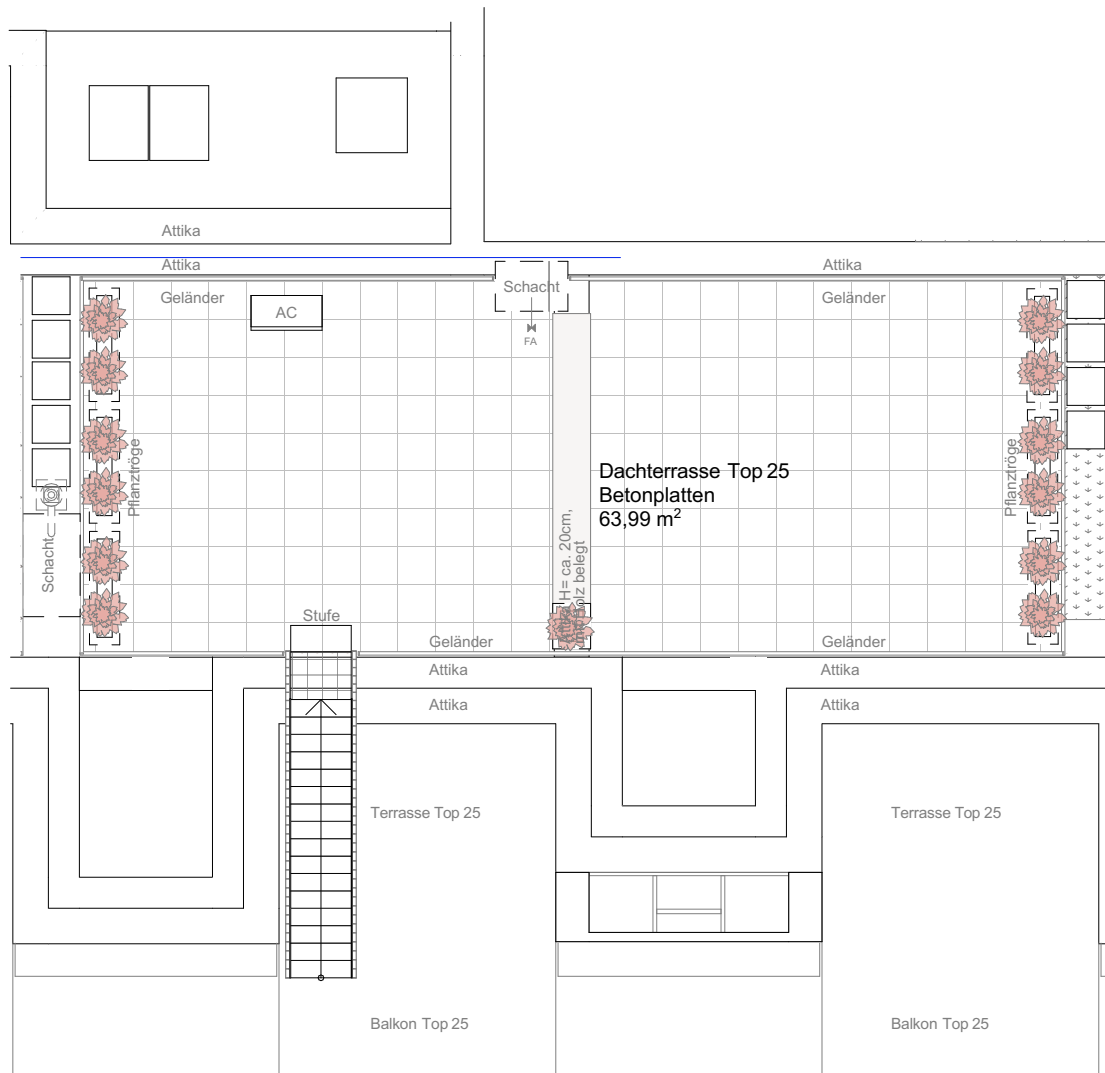 Attika
Attika
Attika
Geländer
AC
Schacht
FA
Geländer
Pflanztröge
Dachterrasse Top 25
Betonplatten
63,99 m²
Pflanztröge
H= ca. 20cm,
belegt
Schacht
Stufe
Geländer
Geländer
Attika
Attika
Attika
Attika
Terrasse Top 25
Terrasse Top 25
Balkon Top 25
Balkon Top 25